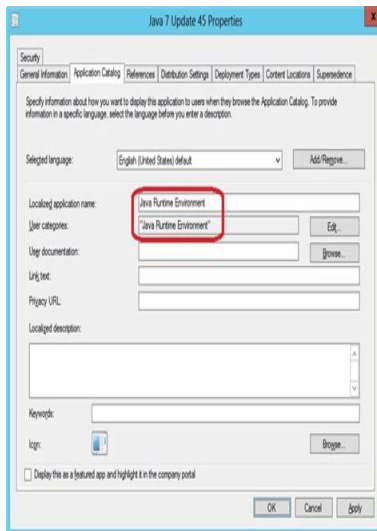 Java 7 Update 45 Properties
x
Security
General Information Application Catalog References Distribution Settings Deployment Types Content Locations Supersedence
Specify information about how you want to display this application to users when they browse the Application Catalog. To provide
information in a specific language, select the language before you enter a description.
Selected language: English (United States) default Add/Remove...
Localized application name: Java Runtime Environment
User categories: "Java Runtime Environment" Edit...
User documentation: Browse...
Link text:
Privacy URL:
Localized description:
Keywords:
Icon: Browse...
Display this as a featured app and highlight it in the company portal
OK Cancel Apply